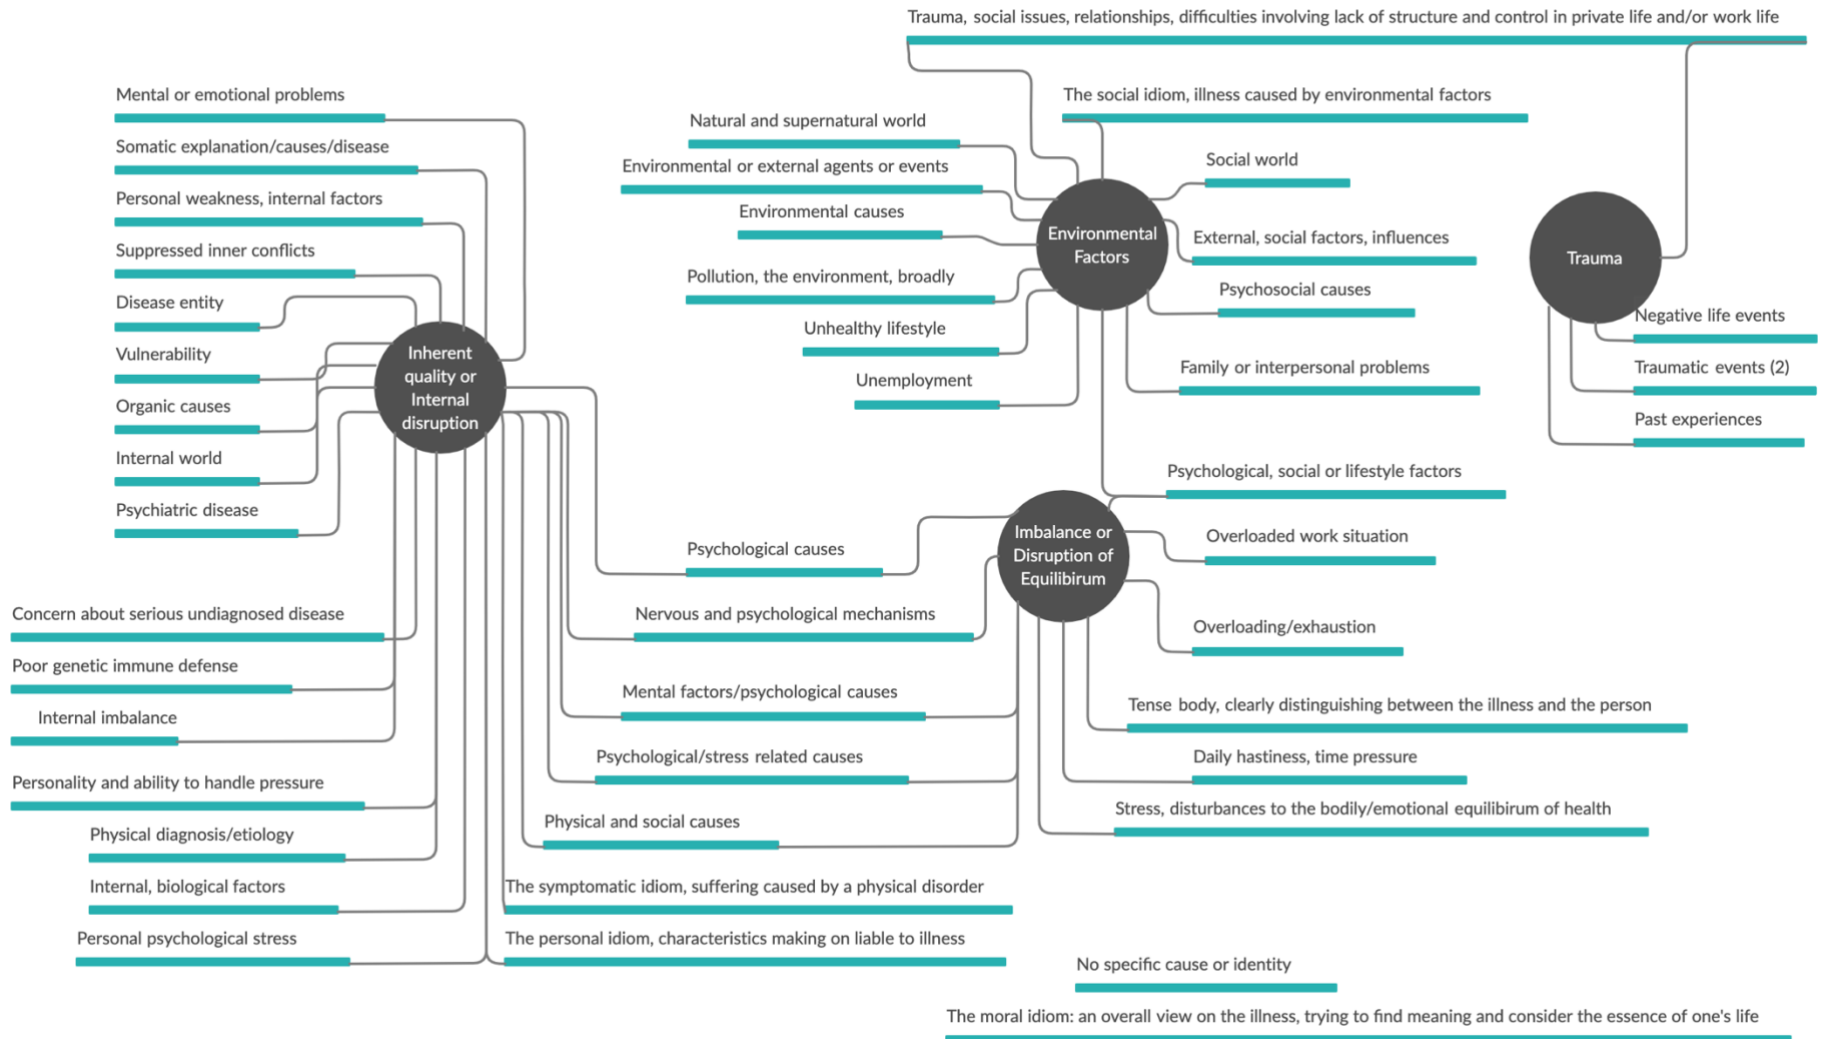 Trauma, social issues, relationships, difficulties involving lack of structure and control in private life and/or work life
Mental or emotional problems
Somatic explanation/causes/disease
Personal weakness, internal factors
Suppressed inner conflicts
Disease entity
Vulnerability
Organic causes
Internal world
Psychiatric disease
Inherent
quality or
Internal
disruption
Concern about serious undiagnosed disease
Poor genetic immune defense
Internal imbalance
Personality and ability to handle pressure
Physical diagnosis/etiology
Internal, biological factors
Personal psychological stress
The social idiom, illness caused by environmental factors
Natural and supernatural world
Environmental or external agents or events
Environmental causes
Pollution, the environment, broadly
Unhealthy lifestyle
Unemployment
Environmental
Factors
Social world
External, social factors, influences
Psychosocial causes
Family or interpersonal problems
Trauma
Negative life events
Traumatic events (2)
Past experiences
Psychological, social or lifestyle factors
Imbalance or
Disruption of
Equilibirum
Overloaded work situation
Overloading/exhaustion
Tense body, clearly distinguishing between the illness and the person
Daily hastiness, time pressure
Stress, disturbances to the bodily/emotional equilibirum of health
Psychological causes
Nervous and psychological mechanisms
Mental factors/psychological causes
Psychological/stress related causes
Physical and social causes
The symptomatic idiom, suffering caused by a physical disorder
The personal idiom, characteristics making on liable to illness
No specific cause or identity
The moral idiom: an overall view on the illness, trying to find meaning and consider the essence of one's life